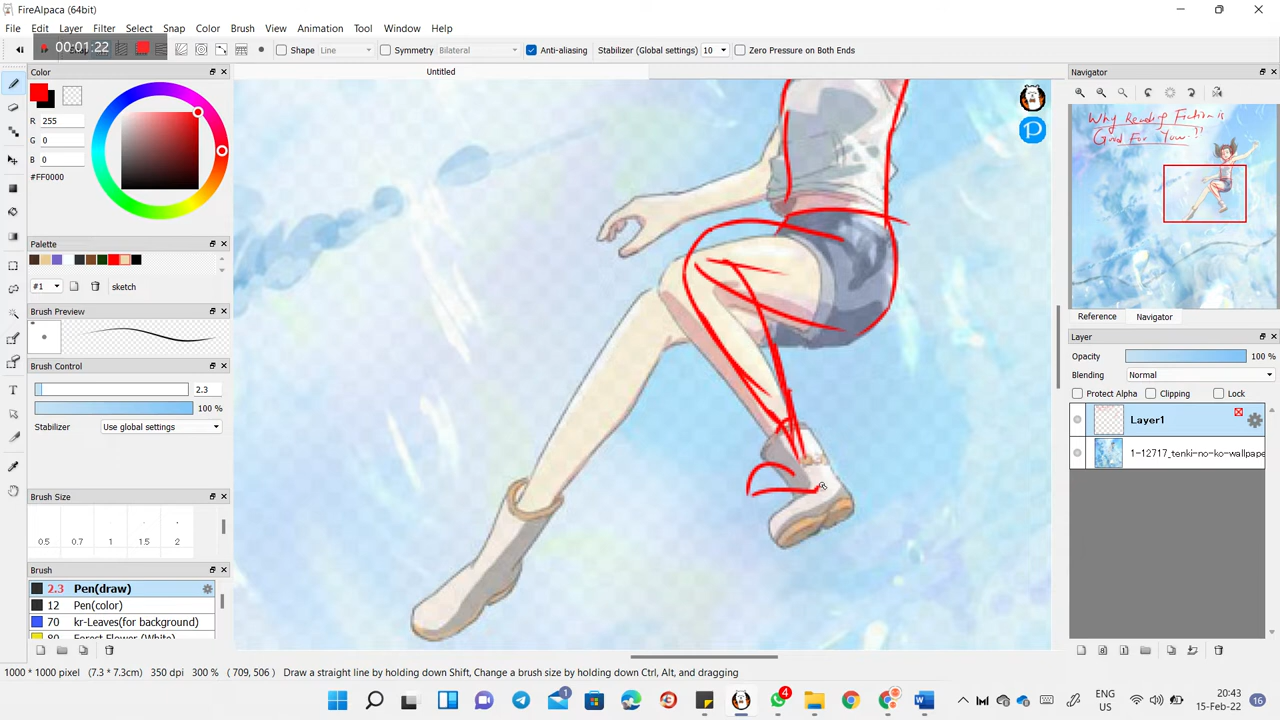 FireAlpaca (64bit)
File Edit Layer Filters Select Snap Color Brush View Animation Tool Window Help
00:01:22
Shape Line Symmetry Bilateral Anti-aliasing Stabilizer (Global settings) 10 Zero Pressure on Both Ends
Untitled
Color
R 255
G 0
B 0
#FF0000
Palette
#1 sketch
Brush Preview
Brush Control
2.3
100 %
Stabilizer Use global settings
Brush Size
0.5 0.7 1 1.5 2
Brush
2.3 Pen(draw)
12 Pen(color)
70 kr-Leaves(for background)
80 Forest Flower (White)
Navigator
Why Reading Fiction is
Good For You??
Reference Navigator
Layer
Opacity 100 %
Blending Normal
Protect Alpha Clipping Lock
Layer1
1-12717_tenki-no-ko-wallpape
1000 * 1000 pixel (7.3 * 7.3cm) 350 dpi 300 % ( 709, 506 ) Draw a straight line by holding down Shift, Change a brush size by holding down Ctrl, Alt, and dragging
1 4
ENG
US
20.43
15-Feb-22